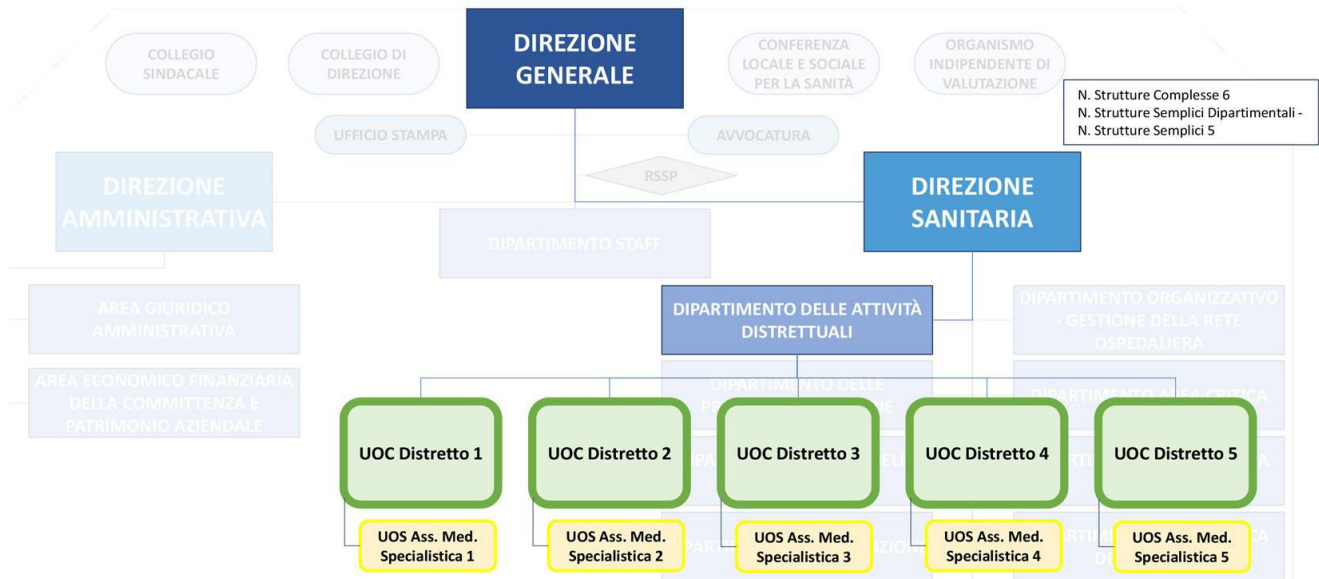 DIREZIONE
GENERALE
COLLEGIO
SINDACALE
COLLEGIO DI
DIREZIONE
CONFERENZA
LOCALE E SOCIALE
PER LA SANITÀ
ORGANISMO
INDIPENDENTE DI
VALUTAZIONE
N. Strutture Complesse 6
N. Strutture Semplici Dipartimentali -
N. Strutture Semplici 5
UFFICIO STAMPA
AVVOCATURA
RSSP
DIREZIONE
AMMINISTRATIVA
DIREZIONE
SANITARIA
DIPARTIMENTO STAFF
AREA GIURIDICO
AMMINISTRATIVA
DIPARTIMENTO DELLE ATTIVITÀ
DISTRETTUALI
DIPARTIMENTO ORGANIZZATIVO
- GESTIONE DELLA RETE
OSPEDALIERA
AREA ECONOMICO FINANZIARIA
DELLA COMMITTENZA E
PATRIMONIO AZIENDALE
DIPARTIMENTO DELLE
DIPARTIMENTO AREA CRITICA
UOC Distretto 1
UOC Distretto 2
UOC Distretto 3
UOC Distretto 4
UOC Distretto 5
UOS Ass. Med.
Specialistica 1
UOS Ass. Med.
Specialistica 2
UOS Ass. Med.
Specialistica 3
UOS Ass. Med.
Specialistica 4
UOS Ass. Med.
Specialistica 5